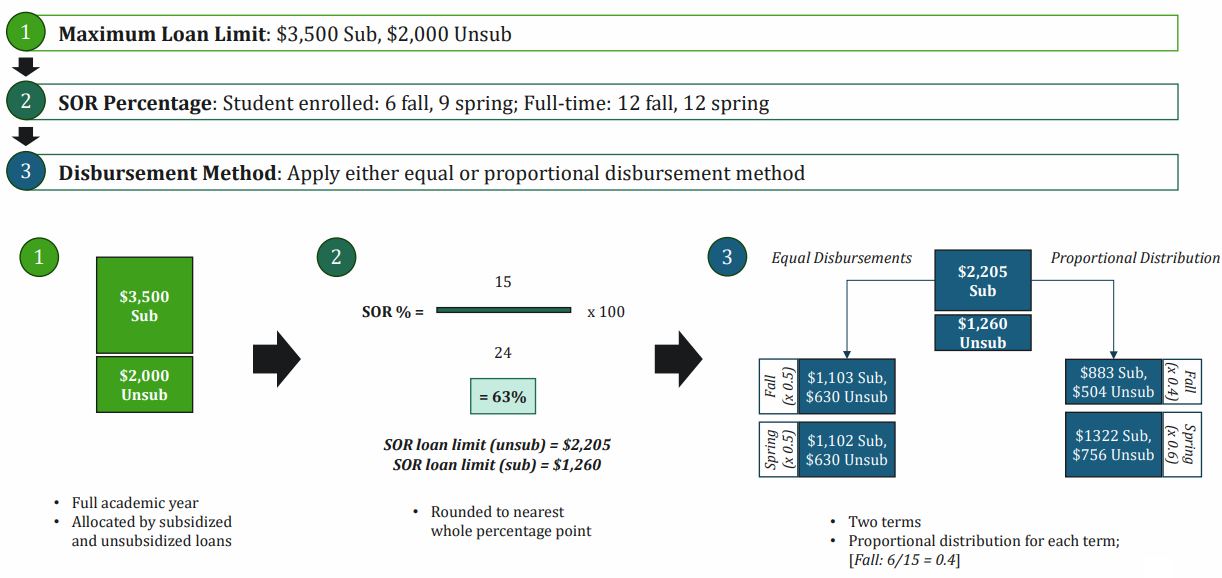 1
Maximum Loan Limit: $3,500 Sub, $2,000 Unsub
2
SOR Percentage: Student enrolled: 6 fall, 9 spring; Full-time: 12 fall, 12 spring
3
Disbursement Method: Apply either equal or proportional disbursement method
1
$3,500
Sub
$2,000
Unsub
• Full academic year
• Allocated by subsidized
and unsubsidized loans
2
15
SOR % =
x 100
24
= 63%
SOR loan limit (unsub) = $2,205
SOR loan limit (sub) = $1,260
• Rounded to nearest
whole percentage point
3
Equal Disbursements
$2,205
Sub
$1,260
Unsub
Proportional Distribution
Fall
(x 0.5)
$1,103 Sub,
$630 Unsub
Spring
(x 0.5)
$1,102 Sub,
$630 Unsub
$883 Sub,
$504 Unsub
Fall
(x 0.4)
$1322 Sub,
$756 Unsub
Spring
(x 0.6)
• Two terms
• Proportional distribution for each term;
[Fall: 6/15 = 0.4]